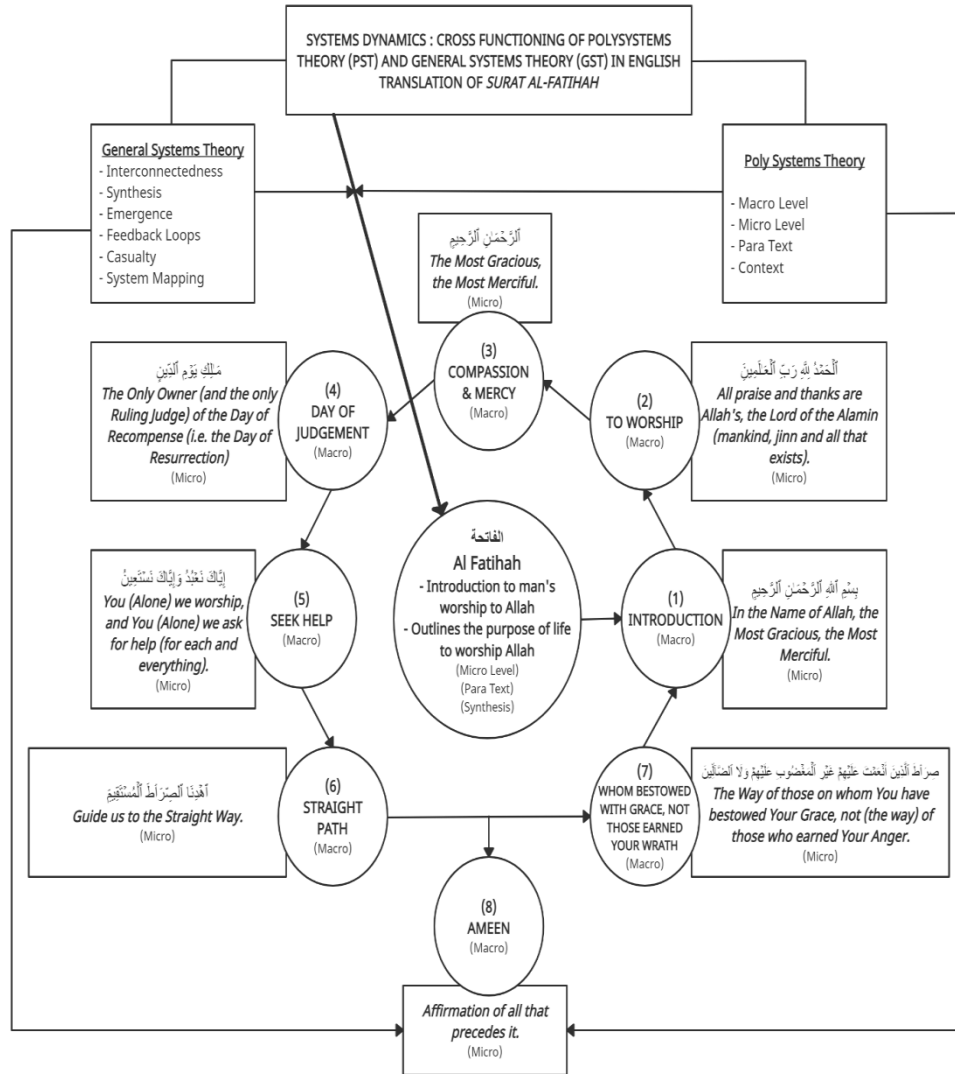 SYSTEMS DYNAMICS : CROSS FUNCTIONING OF POLYSYSTEMS
THEORY (PST) AND GENERAL SYSTEMS THEORY (GST) IN ENGLISH
TRANSLATION OF SURAT AL-FATIHAH
General Systems Theory
- Interconnectedness
- Synthesis
- Emergence
- Feedback Loops
- Casualty
- System Mapping
Poly Systems Theory
- Macro Level
- Micro Level
- Para Text
- Context
ٱلرَّحْمَـٰنِ ٱلرَّحِيمِ
The Most Gracious,
the Most Merciful.
(Micro)
(3)
COMPASSION
& MERCY
(Macro)
مَـٰلِكِ يَوْمِ ٱلدِّينِ
The Only Owner (and the only
Ruling Judge) of the Day of
Recompense (i.e. the Day of
Resurrection)
(Micro)
(4)
DAY OF
JUDGEMENT
(Macro)
(2)
TO WORSHIP
(Macro)
ٱلْحَمْدُ لِلَّهِ رَبِّ ٱلْعَـٰلَمِينَ
All praise and thanks are
Allah's, the Lord of the Alamin
(mankind, jinn and all that
exists).
(Micro)
إِيَّاكَ نَعْبُدُ وَإِيَّاكَ نَسْتَعِينُ
You (Alone) we worship,
and You (Alone) we ask
for help (for each and
everything).
(Micro)
(5)
SEEK HELP
(Macro)
الفاتحة
Al Fatihah
- Introduction to man's
worship to Allah
- Outlines the purpose of life
to worship Allah
(Micro Level)
(Para Text)
(Synthesis)
(1)
INTRODUCTION
(Macro)
بِسْمِ ٱللَّهِ ٱلرَّحْمَـٰنِ ٱلرَّحِيمِ
In the Name of Allah, the
Most Gracious, the Most
Merciful.
(Micro)
ٱهْدِنَا ٱلصِّرَٰطَ ٱلْمُسْتَقِيمَ
Guide us to the Straight Way.
(Micro)
(6)
STRAIGHT
PATH
(Macro)
(7)
WHOM BESTOWED
WITH GRACE, NOT
THOSE EARNED
YOUR WRATH
(Macro)
صِرَٰطَ ٱلَّذِينَ أَنْعَمْتَ عَلَيْهِمْ غَيْرِ ٱلْمَغْضُوبِ عَلَيْهِمْ وَلَا ٱلضَّآلِّينَ
The Way of those on whom You have
bestowed Your Grace, not (the way) of
those who earned Your Anger.
(Micro)
(8)
AMEEN
(Macro)
Affirmation of all that
precedes it.
(Micro)